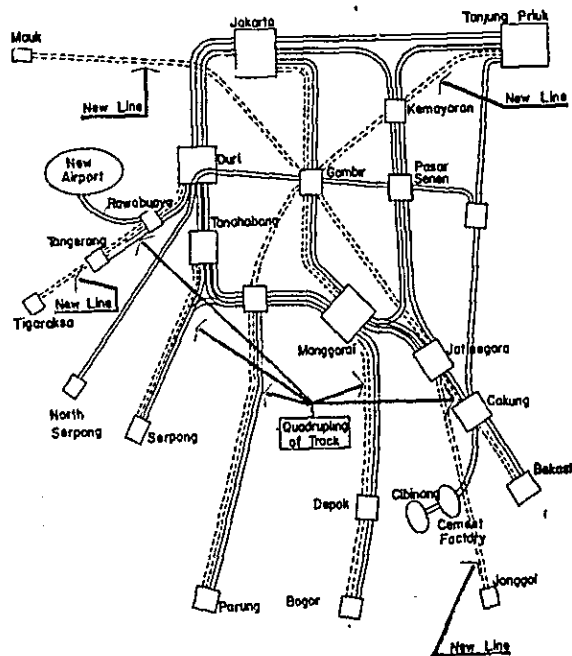 Jakarta
Tanjung Priuk
Mauk
New Line
Kemayoran
New Line
Duri
New
Airport
Gambir
Pasar
Senen
Rawabuaya
Tanahabang
Tangerang
New Line
Tigaraksa
Manggarai
Jatinegara
North
Serpong
Serpong
Quadrupling
of Track
Cakung
Bekasi
Cibinong
Depok
Cement
Factory
Parung
Bogor
Jonggol
New Line